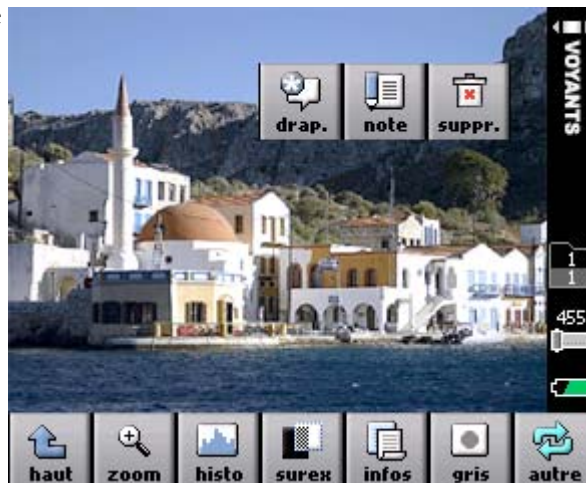 drap. note suppr.
VOYANTS
1
1
455
haut zoom histo surex infos gris autre